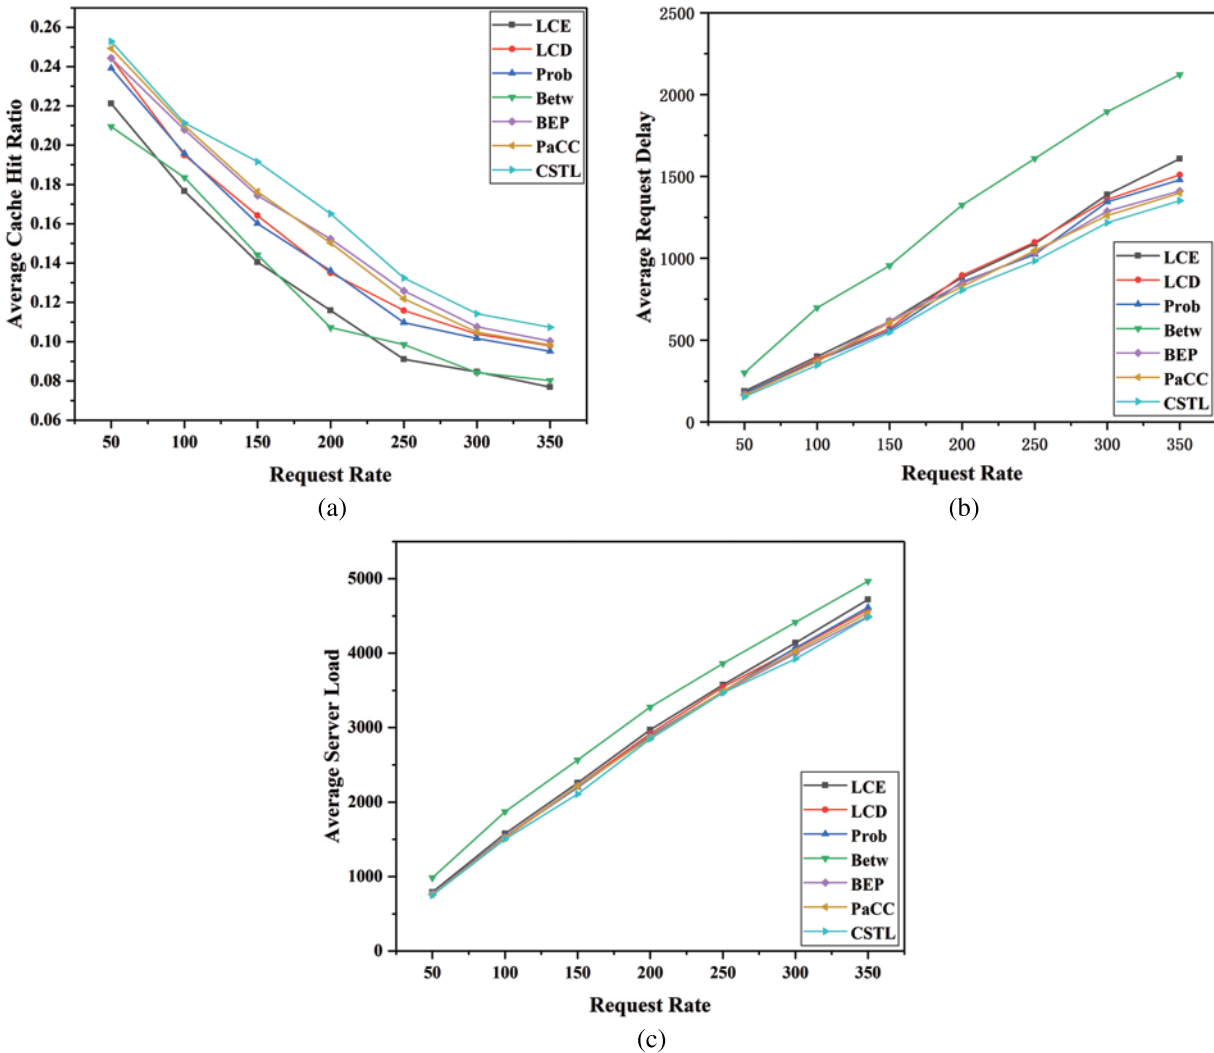 0.26
0.24
0.22
0.20
0.18
0.16
0.14
0.12
0.10
0.08
0.06
Average Cache Hit Ratio
50 100 150 200 250 300 350
Request Rate
LCE
LCD
Prob
Betw
BEP
PaCC
CSTL
(a)
2500
2000
1500
1000
500
0
Average Request Delay
50 100 150 200 250 300 350
Request Rate
LCE
LCD
Prob
Betw
BEP
PaCC
CSTL
(b)
5000
4000
3000
2000
1000
0
Average Server Load
50 100 150 200 250 300 350
Request Rate
LCE
LCD
Prob
Betw
BEP
PaCC
CSTL
(c)